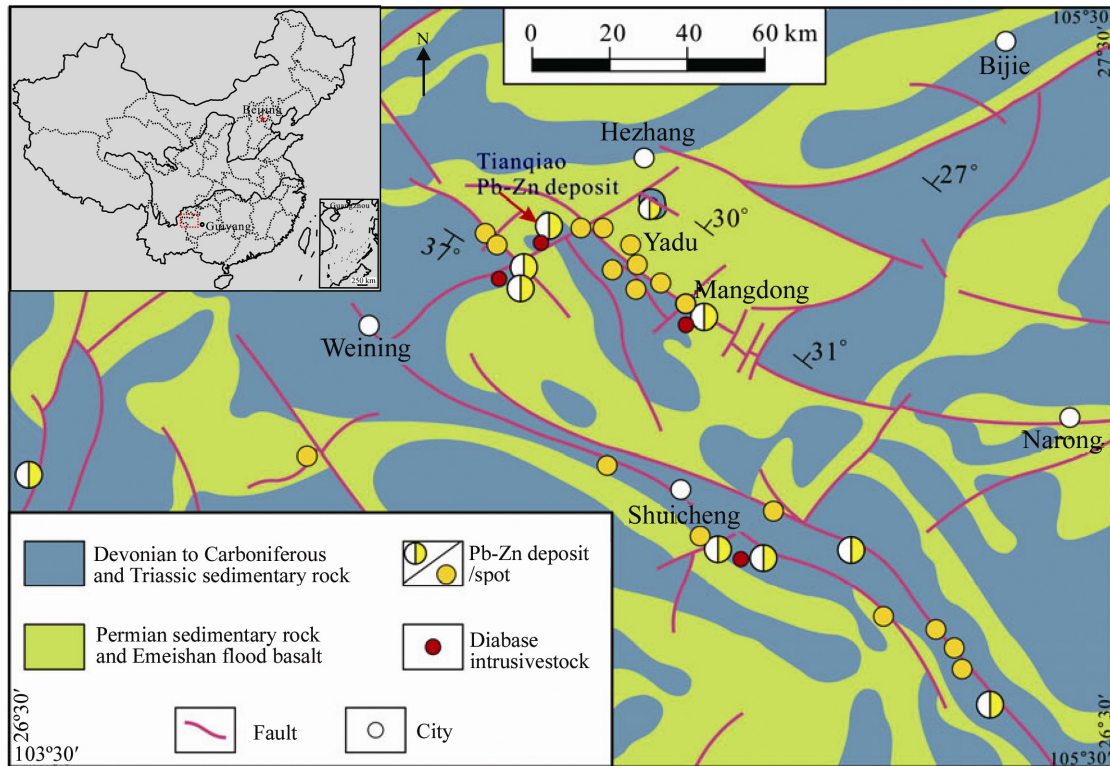 Beijing
Guiyang
Guangzhou
250 km
N
0 20 40 60 km
105°30′
27°30′
Bijie
Hezhang
Tianqiao
Pb-Zn deposit
27°
30°
37°
Yadu
Mangdong
Weining
31°
Narong
Shuicheng
Devonian to Carboniferous
and Triassic sedimentary rock
Pb-Zn deposit
/spot
Permian sedimentary rock
and Emeishan flood basalt
Diabase
intrusivestock
Fault
City
26°30′
103°30′
26°30′
105°30′